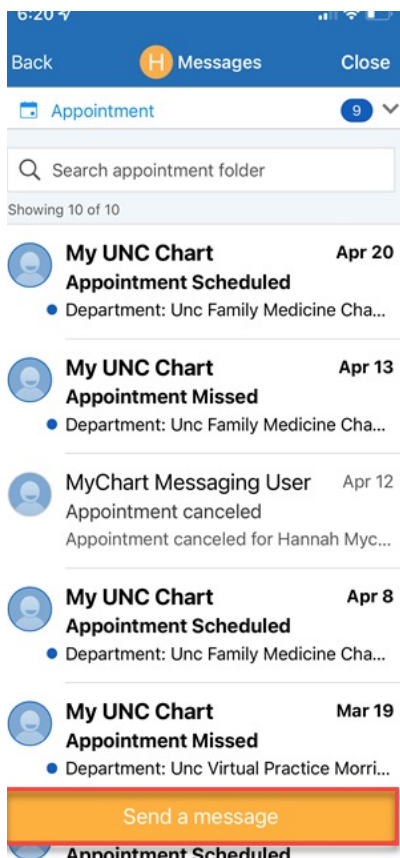 6:20
Back H Messages Close
Appointment 9
Search appointment folder
Showing 10 of 10
My UNC Chart Apr 20
Appointment Scheduled
Department: Unc Family Medicine Cha...
My UNC Chart Apr 13
Appointment Missed
Department: Unc Family Medicine Cha...
MyChart Messaging User Apr 12
Appointment canceled
Appointment canceled for Hannah Myc...
My UNC Chart Apr 8
Appointment Scheduled
Department: Unc Family Medicine Cha...
My UNC Chart Mar 19
Appointment Missed
Department: Unc Virtual Practice Morri...
Send a message
Appointment Scheduled